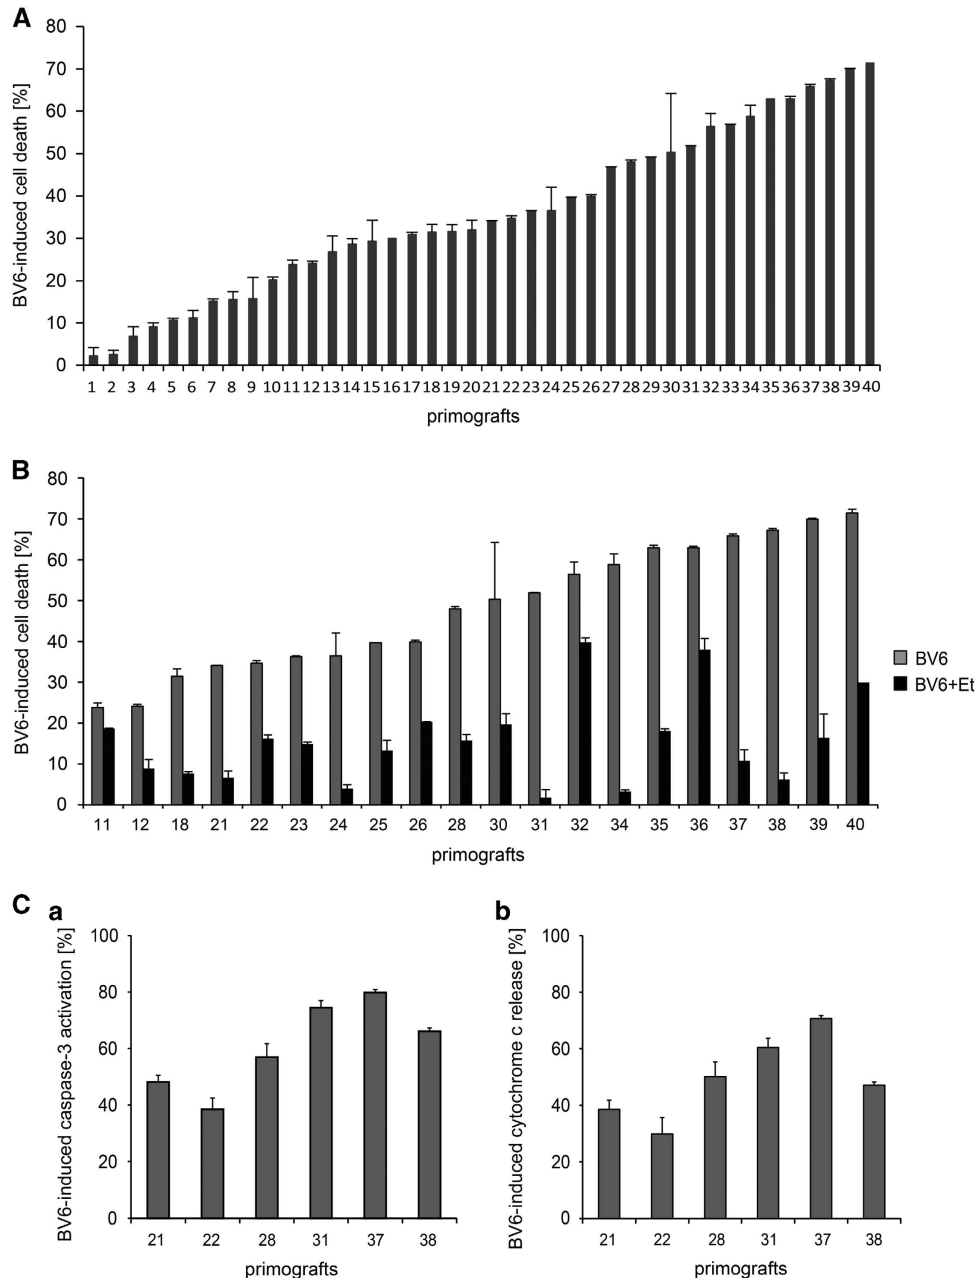 A
BV6-induced cell death [%]
80
70
60
50
40
30
20
10
0
1 2 3 4 5 6 7 8 9 10 11 12 13 14 15 16 17 18 19 20 21 22 23 24 25 26 27 28 29 30 31 32 33 34 35 36 37 38 39 40
primografts
B
BV6-induced cell death [%]
80
70
60
50
40
30
20
10
0
11 12 18 21 22 23 24 25 26 28 30 31 32 34 35 36 37 38 39 40
primografts
BV6
BV6+Et
C a
BV6-induced caspase-3 activation [%]
100
80
60
40
20
0
21 22 28 31 37 38
primografts
b
BV6-induced cytochrome c release [%]
100
80
60
40
20
0
21 22 28 31 37 38
primografts